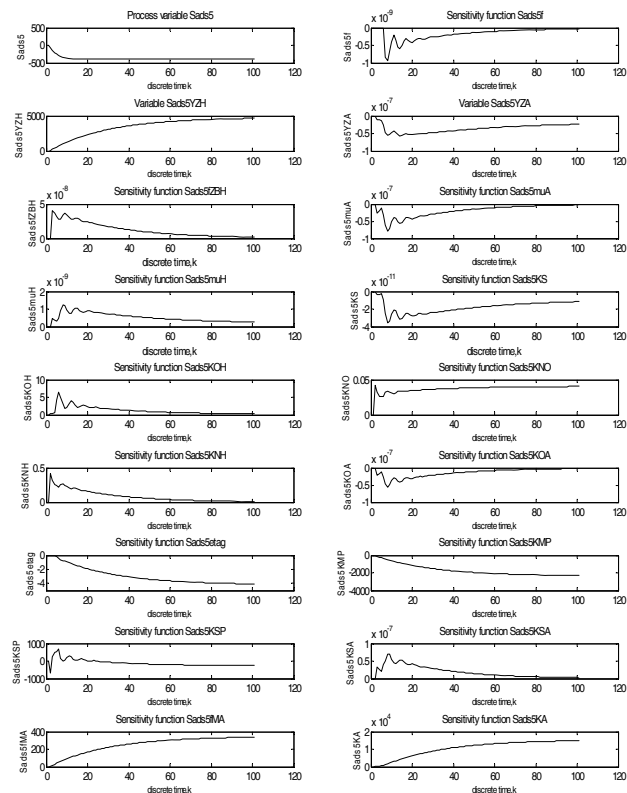 Process variable Sads5
Sads5
500
0
-500
0 20 40 60 80 100 120
discrete time,k
Sensitivity function Sads5f
x 10^-9
Sads5f
0
-0.5
-1
0 20 40 60 80 100 120
discrete time,k
Variable Sads5YZH
Sads5YZH
5000
0
0 20 40 60 80 100 120
Variable Sads5YZA
x 10^-7
Sads5YZA
0
-0.5
-1
0 20 40 60 80 100 120
Sensitivity function Sads5fZBH
x 10^-8
Sads5fZBH
5
0
0 20 40 60 80 100 120
discrete time,k
Sensitivity function Sads5muA
x 10^-7
Sads5muA
0
-0.5
-1
0 20 40 60 80 100 120
Sensitivity function Sads5muH
x 10^-9
Sads5muH
2
1
0
0 20 40 60 80 100 120
discrete time,k
Sensitivity function Sads5KS
x 10^-11
Sads5KS
0
-2
-4
0 20 40 60 80 100 120
discrete time,k
Sensitivity function Sads5KOH
Sads5KOH
10
5
0
0 20 40 60 80 100 120
discrete time,k
Sensitivity function Sads5KNO
Sads5KNO
0.05
0
0 20 40 60 80 100 120
discrete time,k
Sensitivity function Sads5KNH
Sads5KNH
0.5
0
0 20 40 60 80 100 120
discrete time,k
Sensitivity function Sads5KOA
x 10^-7
Sads5KOA
0
-0.5
-1
0 20 40 60 80 100 120
discrete time,k
Sensitivity function Sads5etag
Sads5etag
0
-2
-4
0 20 40 60 80 100 120
discrete time,k
Sensitivity function Sads5KMP
Sads5KMP
0
-2000
-4000
0 20 40 60 80 100 120
discrete time,k
Sensitivity function Sads5KSP
Sads5KSP
1000
0
-1000
0 20 40 60 80 100 120
discrete time,k
Sensitivity function Sads5KSA
x 10^-7
Sads5KSA
1
0.5
0
0 20 40 60 80 100 120
discrete time,k
Sensitivity function Sads5fMA
Sads5fMA
400
200
0
0 20 40 60 80 100 120
discrete time,k
Sensitivity function Sads5KA
x 10^4
Sads5KA
2
1
0
0 20 40 60 80 100 120
discrete time,k